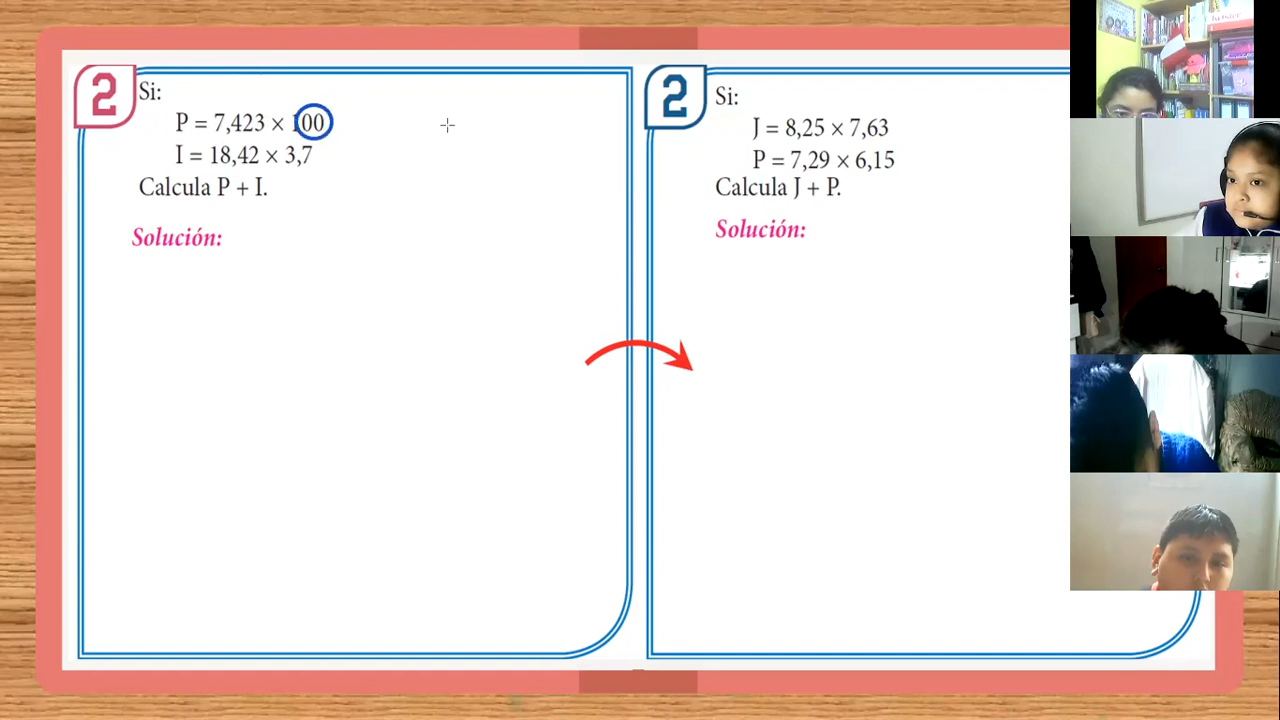 2
Si:
P = 7,423 × 100
I = 18,42 × 3,7
Calcula P + I.
Solución:
2
Si:
J = 8,25 × 7,63
P = 7,29 × 6,15
Calcula J + P.
Solución: